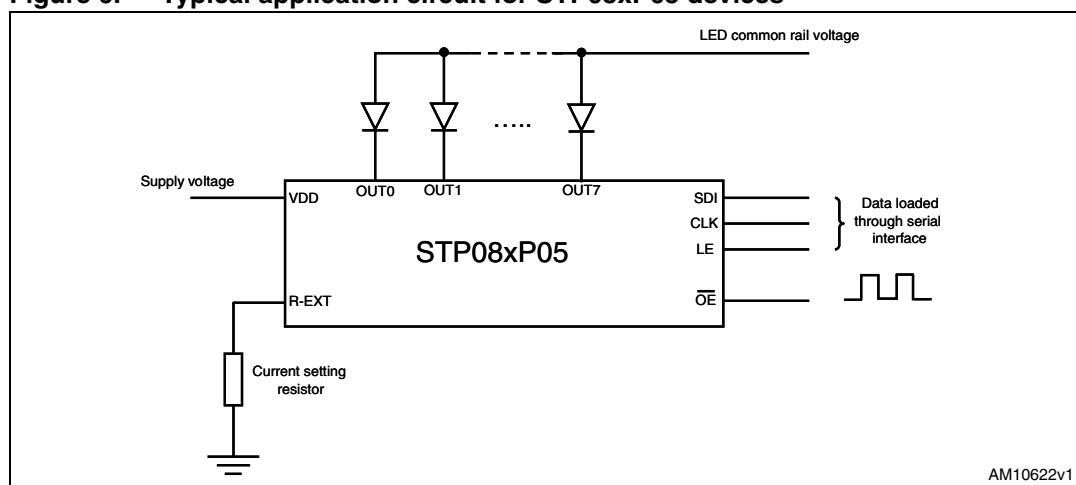 LED common rail voltage
.....
Supply voltage
VDD
OUT0 OUT1 OUT7
SDI
CLK
LE
Data loaded
through serial
interface
STP08xP05
R-EXT
OE
Current setting
resistor
AM10622v1